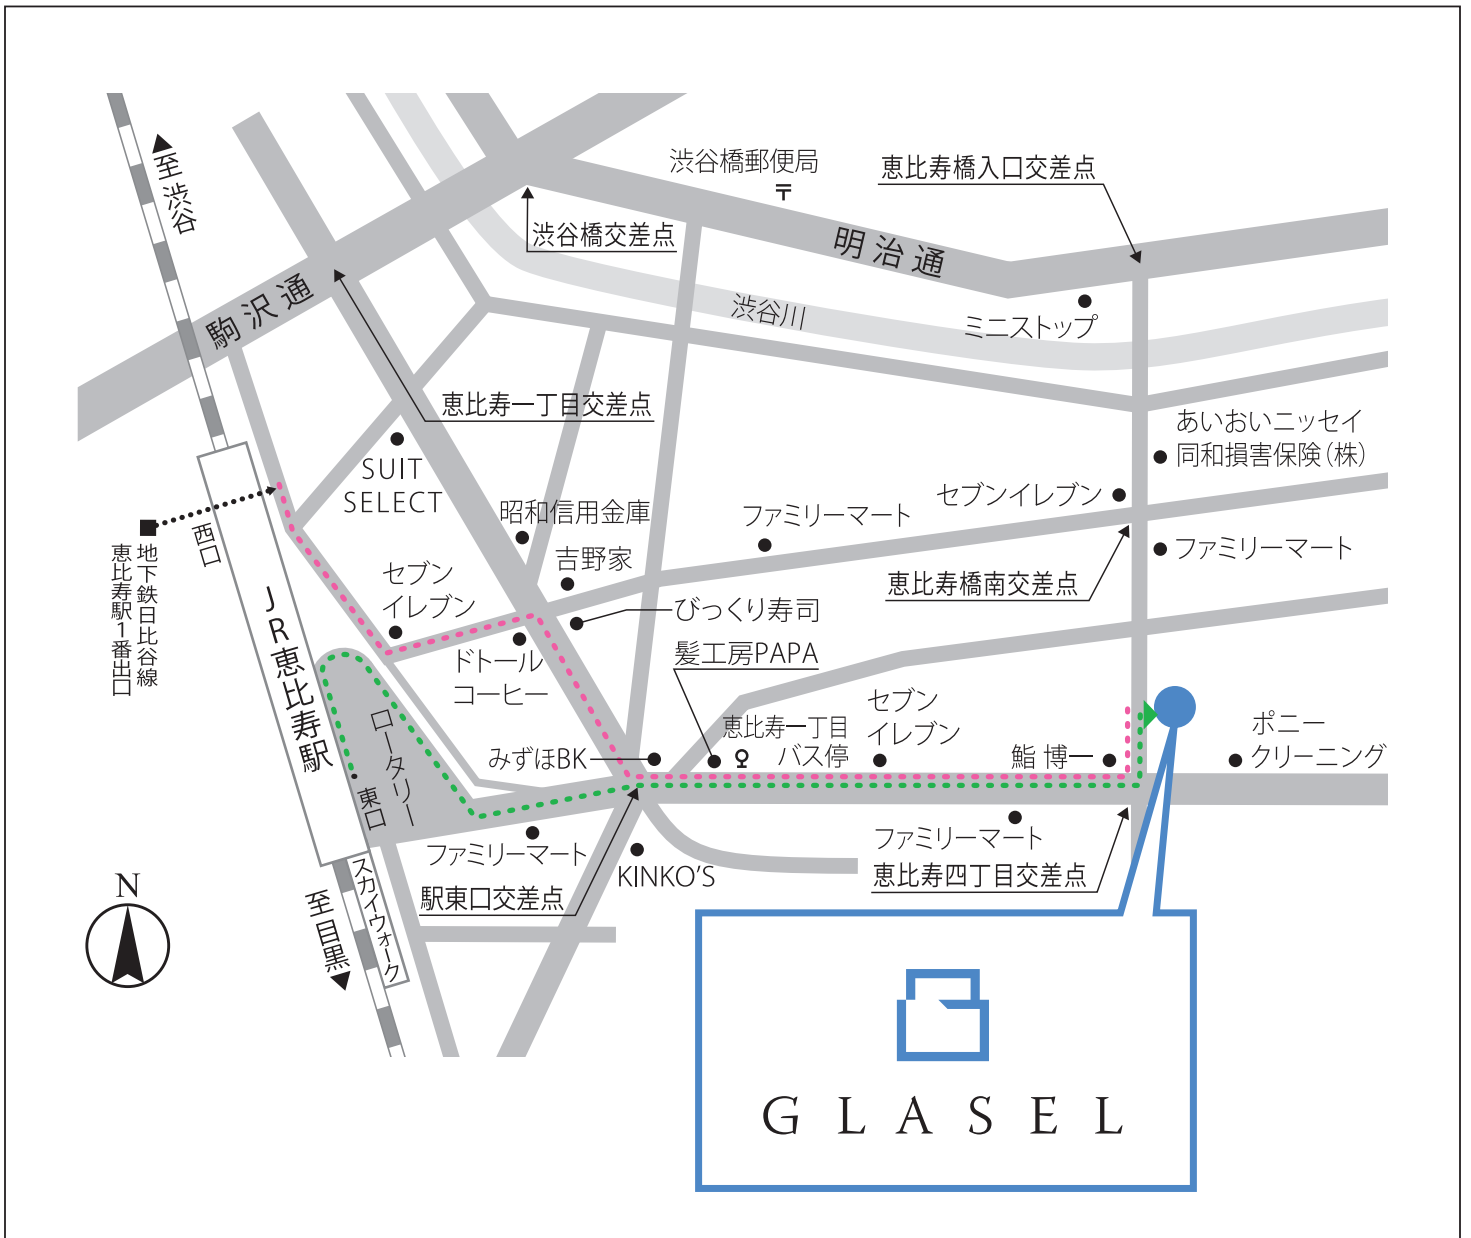 至渋谷
渋谷橋郵便局
恵比寿橋入口交差点
渋谷橋交差点
明治通
駒沢通
渋谷川
ミニストップ
恵比寿一丁目交差点
あいおいニッセイ
同和損害保険(株)
SUIT
SELECT
昭和信用金庫
ファミリーマート
セブンイレブン
西口
地下鉄日比谷線
恵比寿駅1番出口
吉野家
ファミリーマート
恵比寿橋南交差点
セブン
イレブン
びっくり寿司
JR恵比寿駅
ドトール
コーヒー
髪工房PAPA
ロータリー
みずほBK
恵比寿一丁目
バス停
セブン
イレブン
鮨 博一
ポニー
クリーニング
東口
ファミリーマート
KINKO'S
ファミリーマート
恵比寿四丁目交差点
駅東口交差点
スカイウォーク
至目黒
N
GLASEL